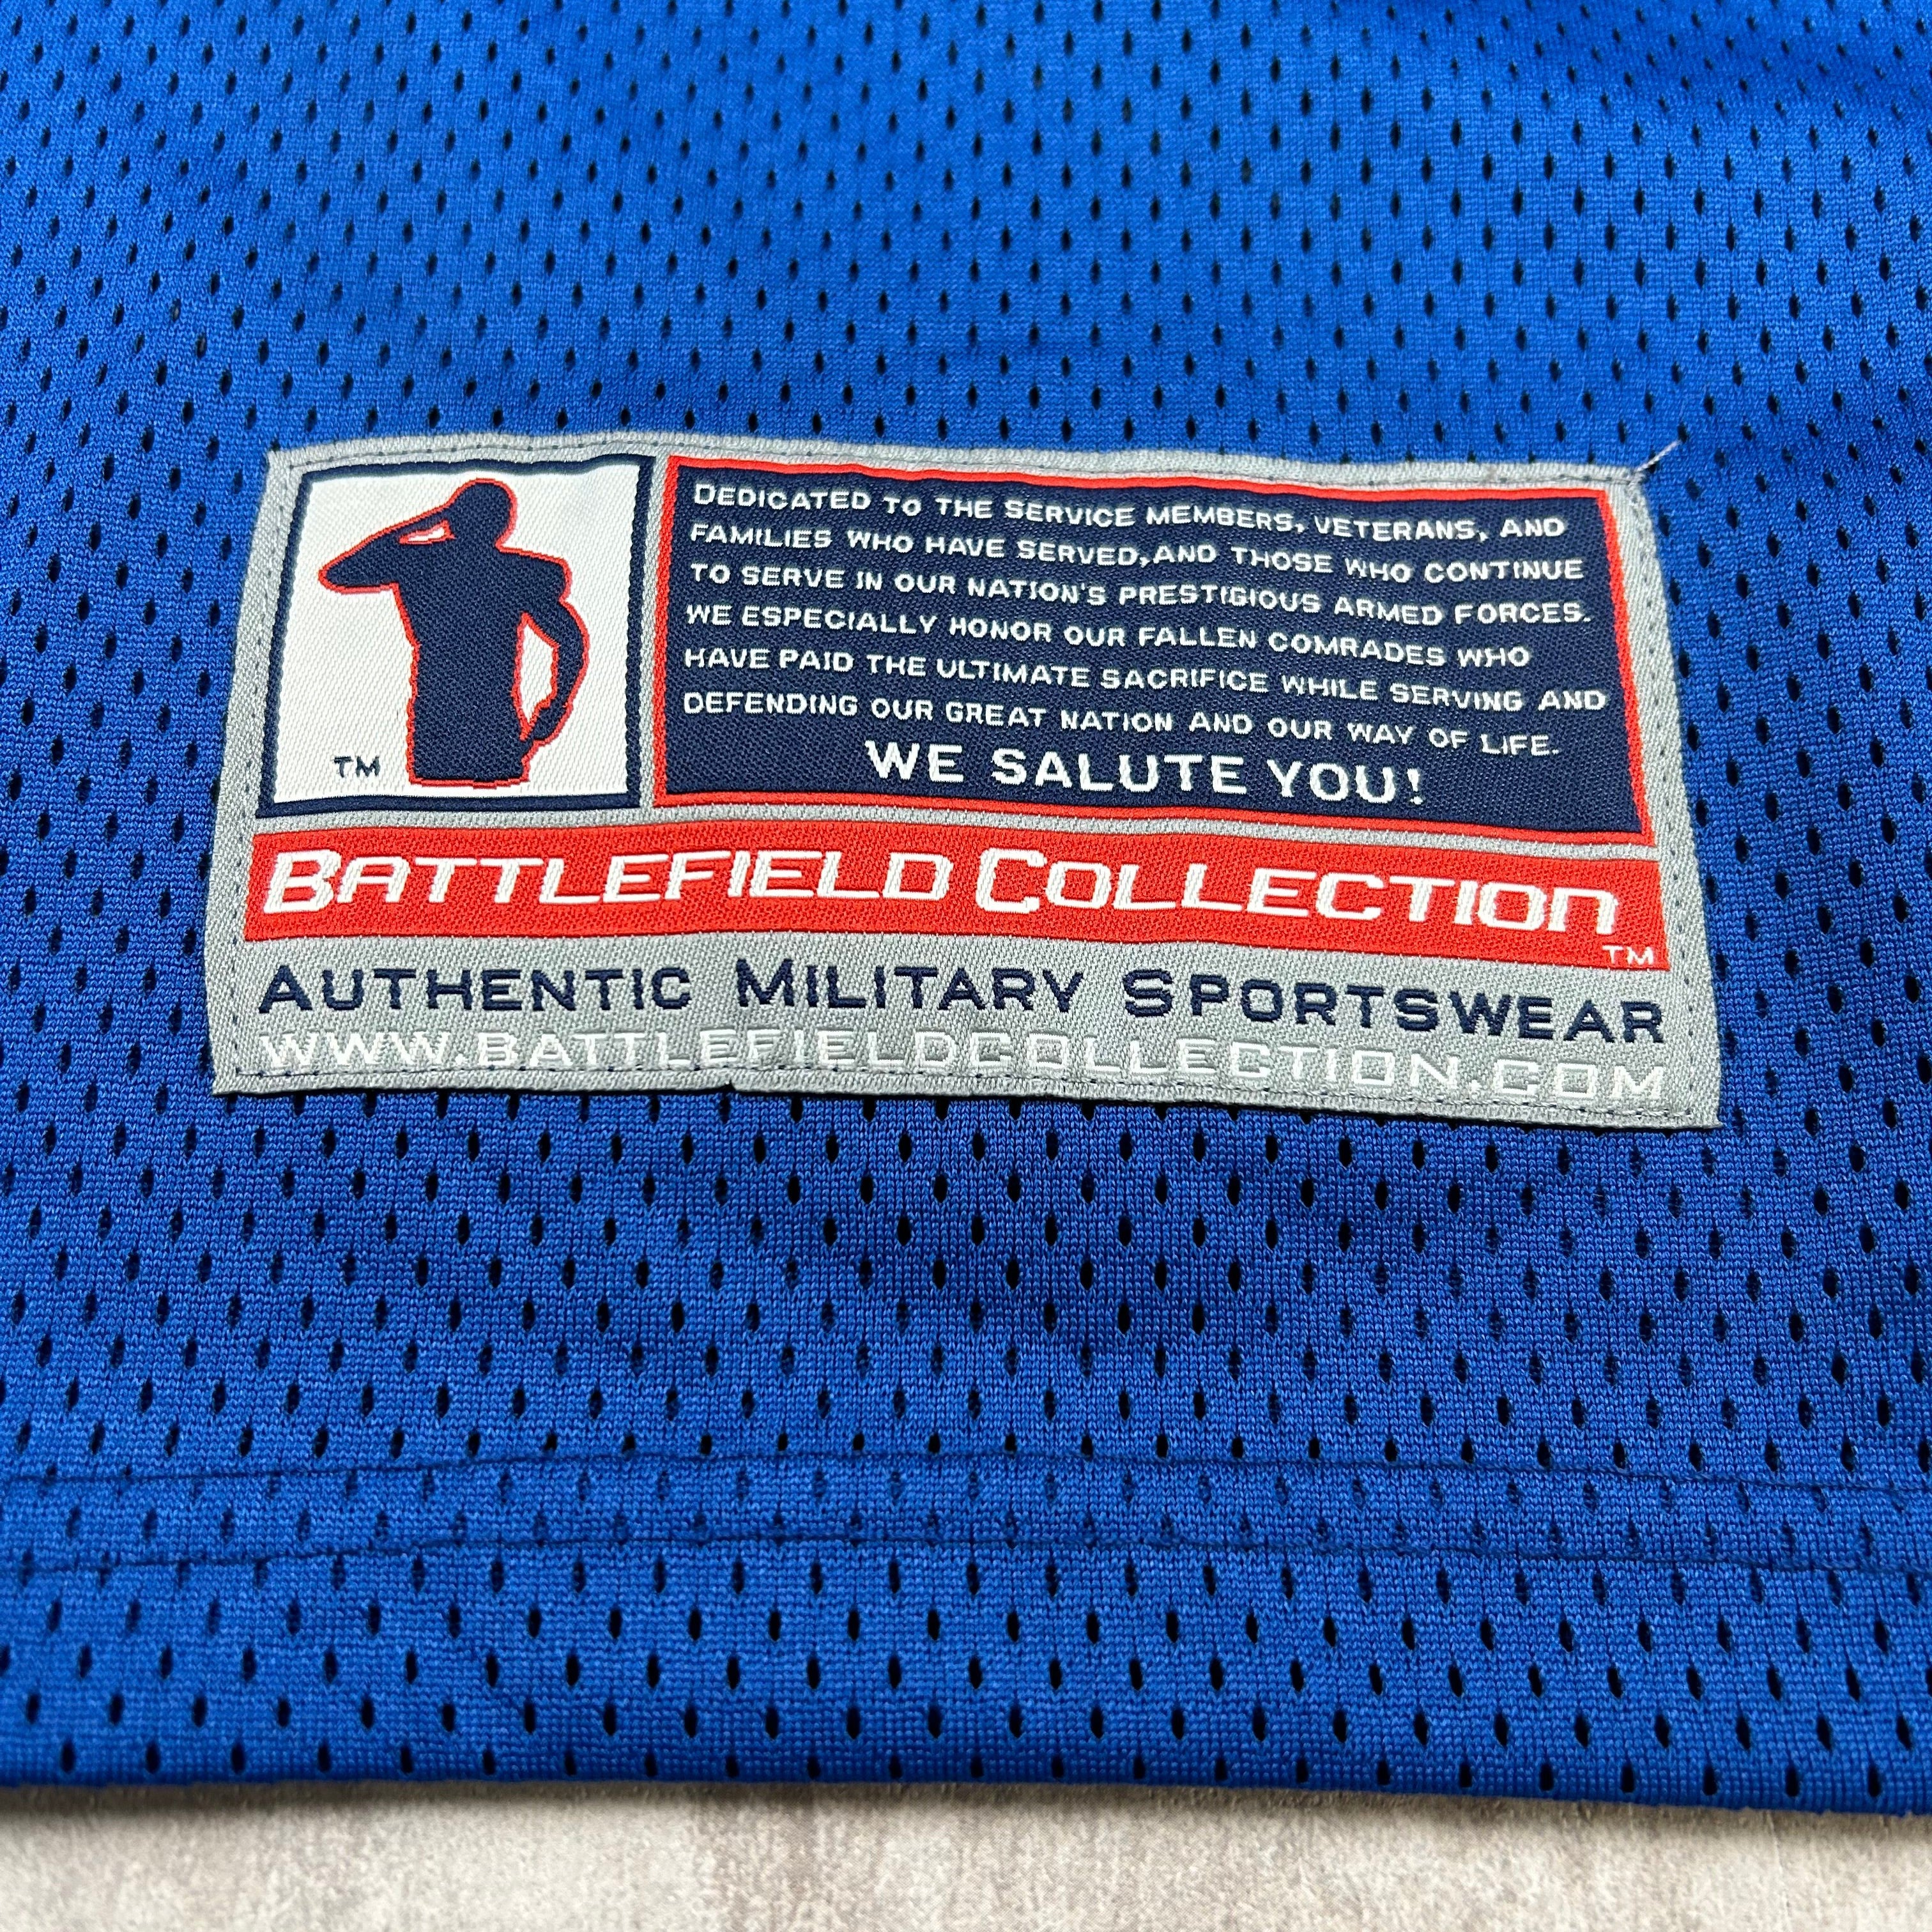 DEDICATED TO THE SERVICE MEMBERS, VETERANS, AND
FAMILIES WHO HAVE SERVED, AND THOSE WHO CONTINUE
TO SERVE IN OUR NATION'S PRESTIGIOUS ARMED FORCES.
WE ESPECIALLY HONOR OUR FALLEN COMRADES WHO
HAVE PAID THE ULTIMATE SACRIFICE WHILE SERVING AND
DEFENDING OUR GREAT NATION AND OUR WAY OF LIFE.
WE SALUTE YOU!
TM
BATTLEFIELD COLLECTION
TM
AUTHENTIC MILITARY SPORTSWEAR
WWW.BATTLEFIELDCOLLECTION.COM